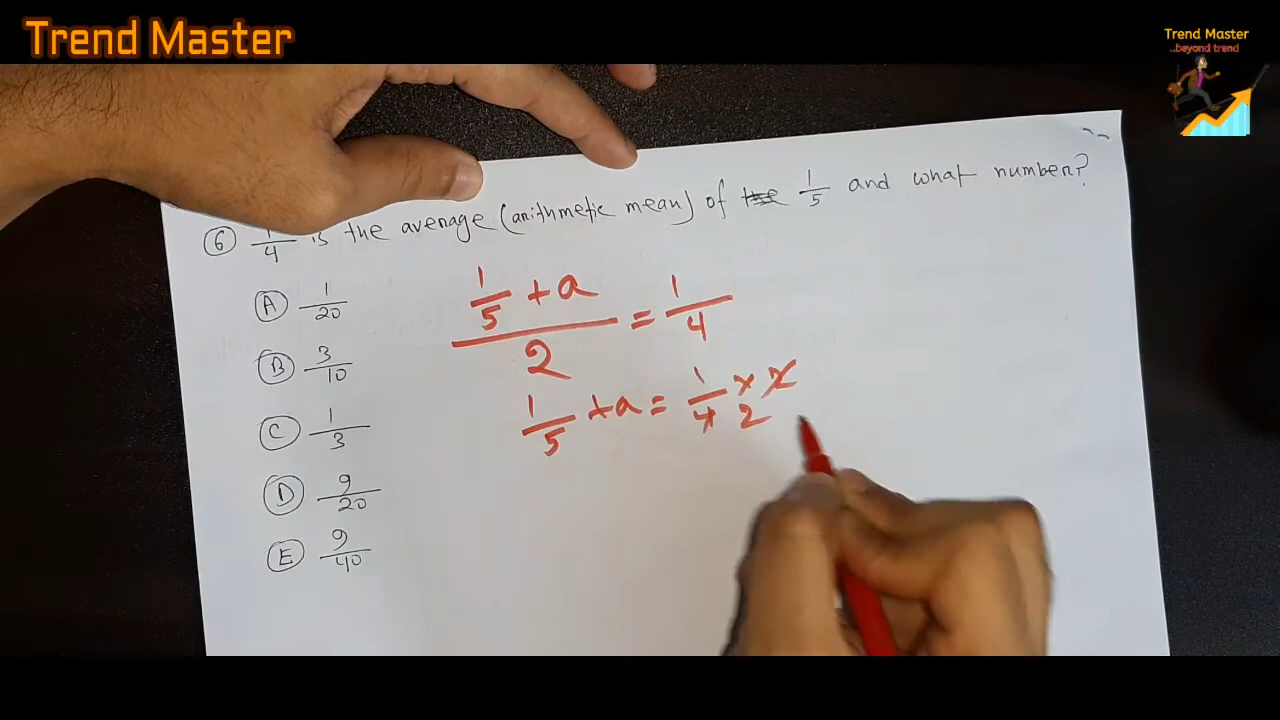 Trend Master
Trend Master
..beyond trend
⑥ 1/4 is the average (arithmetic mean) of 1/5 and what number?
Ⓐ 1/20
Ⓑ 3/10
Ⓒ 1/3
Ⓓ 9/20
Ⓔ 9/40
(1/5 + a)/2 = 1/4
1/5 + a = 1/4 × 2
2